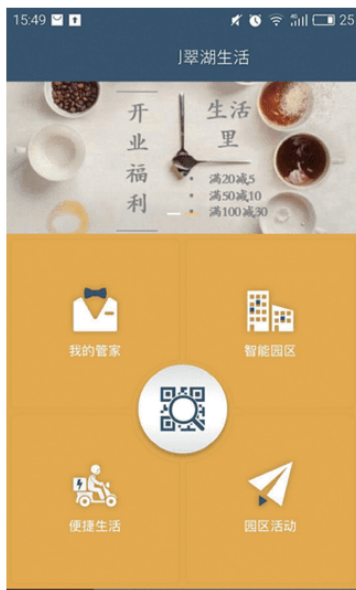 15:49
25
翠湖生活
开业福利
生活里
满20减5
满50减10
满100减30
我的管家
智能园区
便捷生活
园区活动